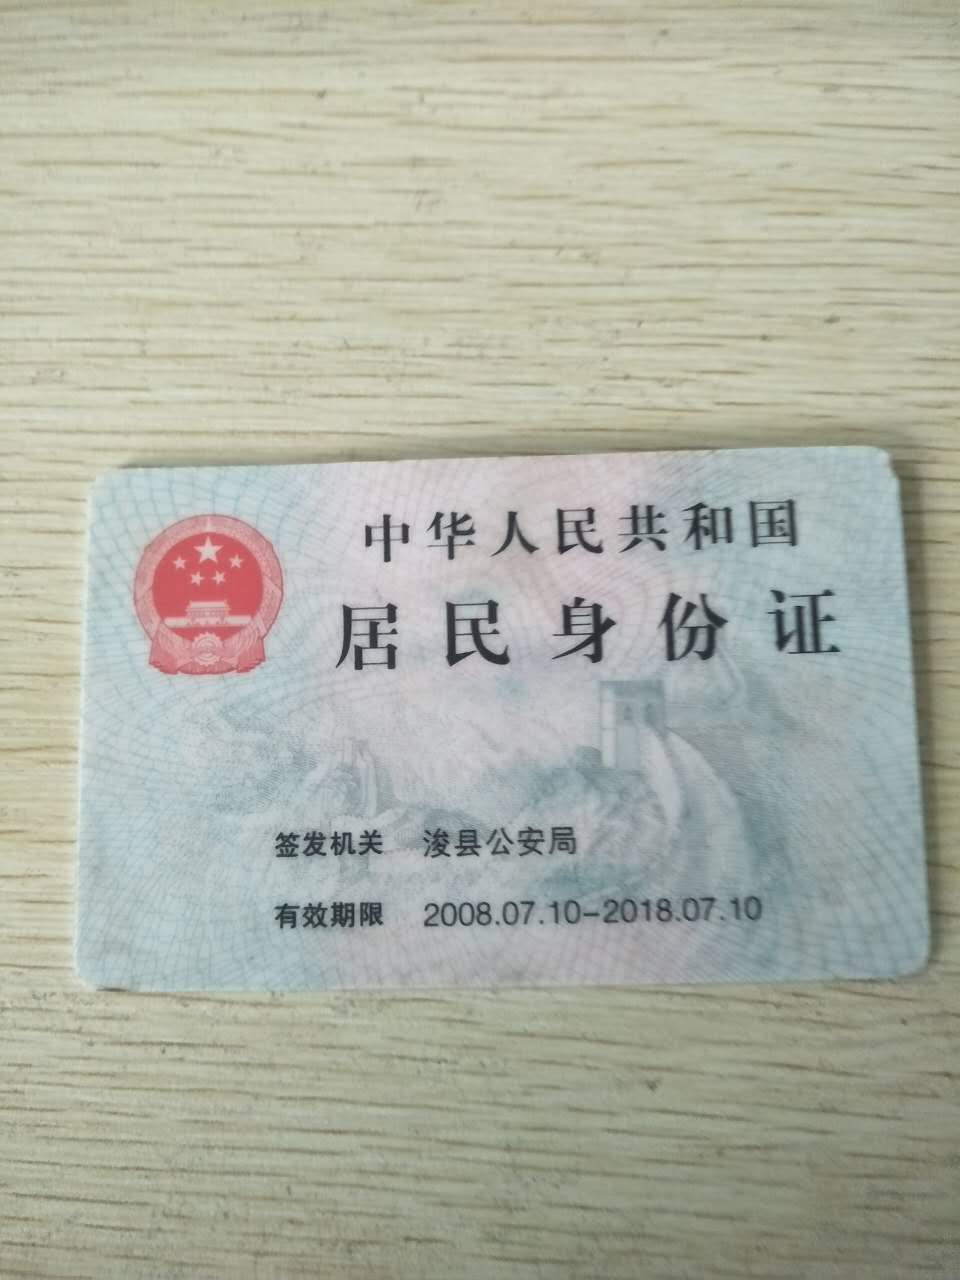 中华人民共和国
居民身份证
签发机关 浚县公安局
有效期限 2008.07.10-2018.07.10